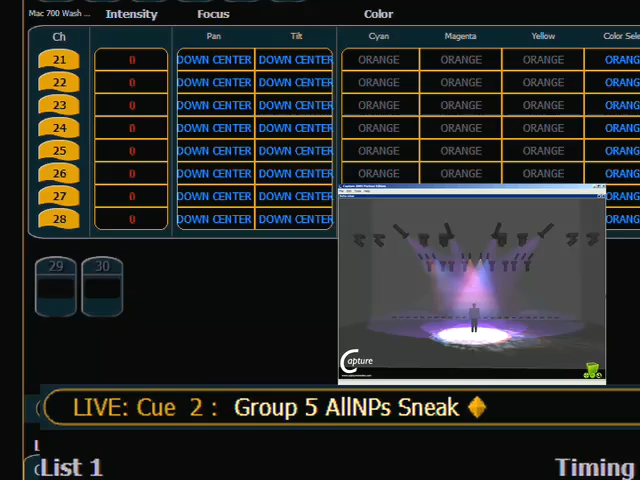 Mac 700 Wash ... Intensity Focus Color
Ch Pan Tilt Cyan Magenta Yellow Color Sele
21 0 DOWN CENTER DOWN CENTER ORANGE ORANGE ORANGE ORANG
22 0 DOWN CENTER DOWN CENTER ORANGE ORANGE ORANGE ORANG
23 0 DOWN CENTER DOWN CENTER ORANGE ORANGE ORANGE ORANG
24 0 DOWN CENTER DOWN CENTER ORANGE ORANGE ORANGE ORANG
25 0 DOWN CENTER DOWN CENTER ORANGE ORANGE ORANGE ORANG
26 0 DOWN CENTER DOWN CENTER ORANGE ORANGE ORANGE ORANG
27 0 DOWN CENTER DOWN CENTER
28 0 DOWN CENTER DOWN CENTER
29 30
Capture
LIVE: Cue 2 : Group 5 AllNPs Sneak
List 1 Timing